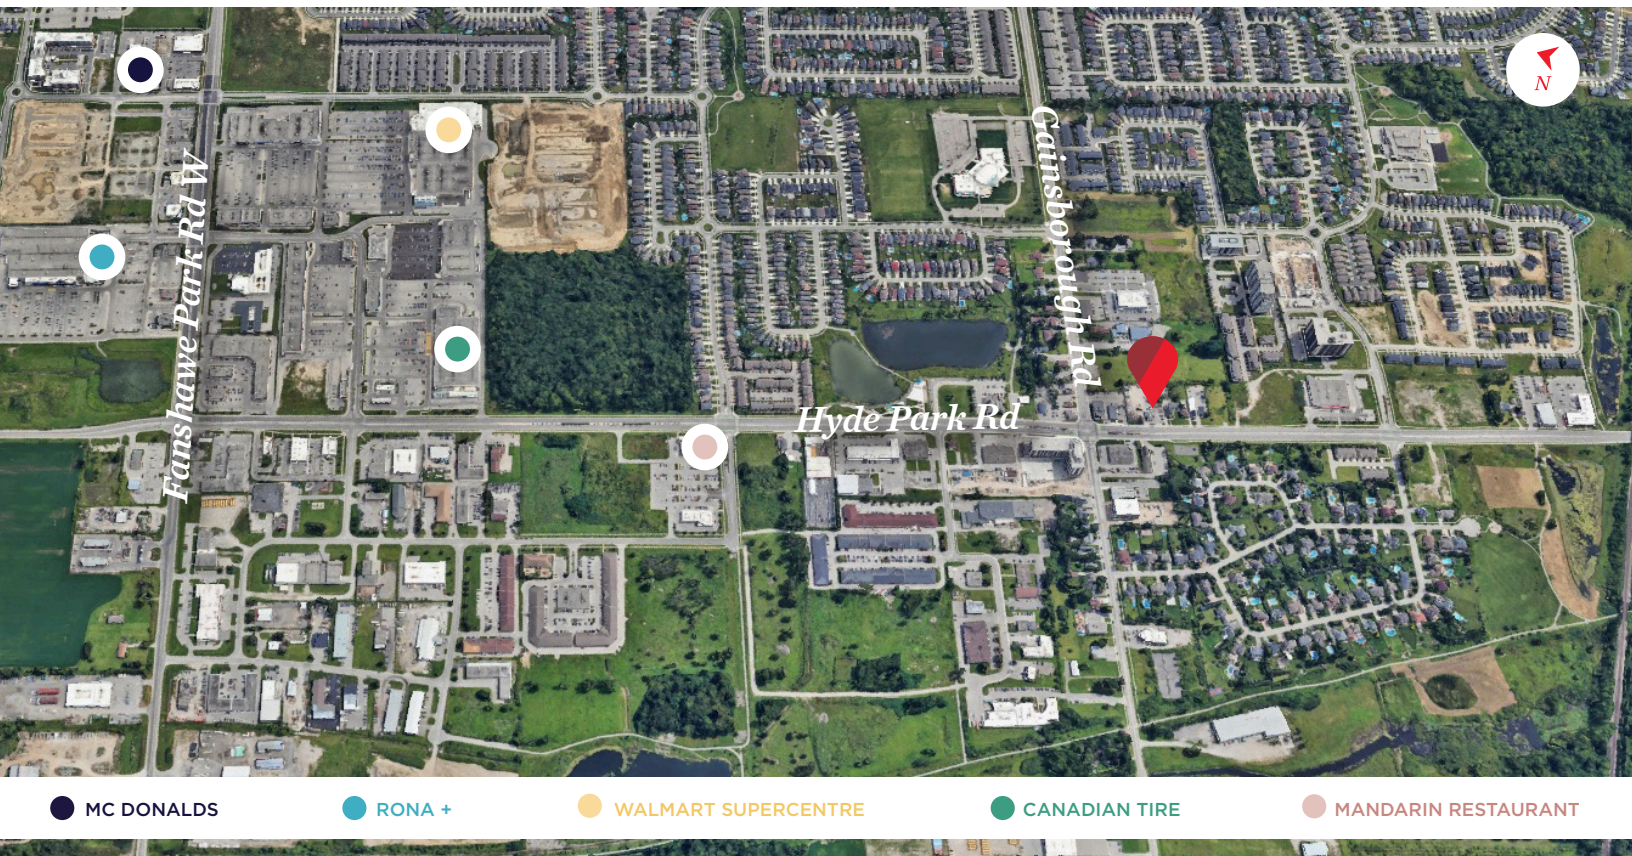 N
Fanshawe Park Rd W
Gainsborough Rd
Hyde Park Rd
MC DONALDS
RONA +
WALMART SUPERCENTRE
CANADIAN TIRE
MANDARIN RESTAURANT